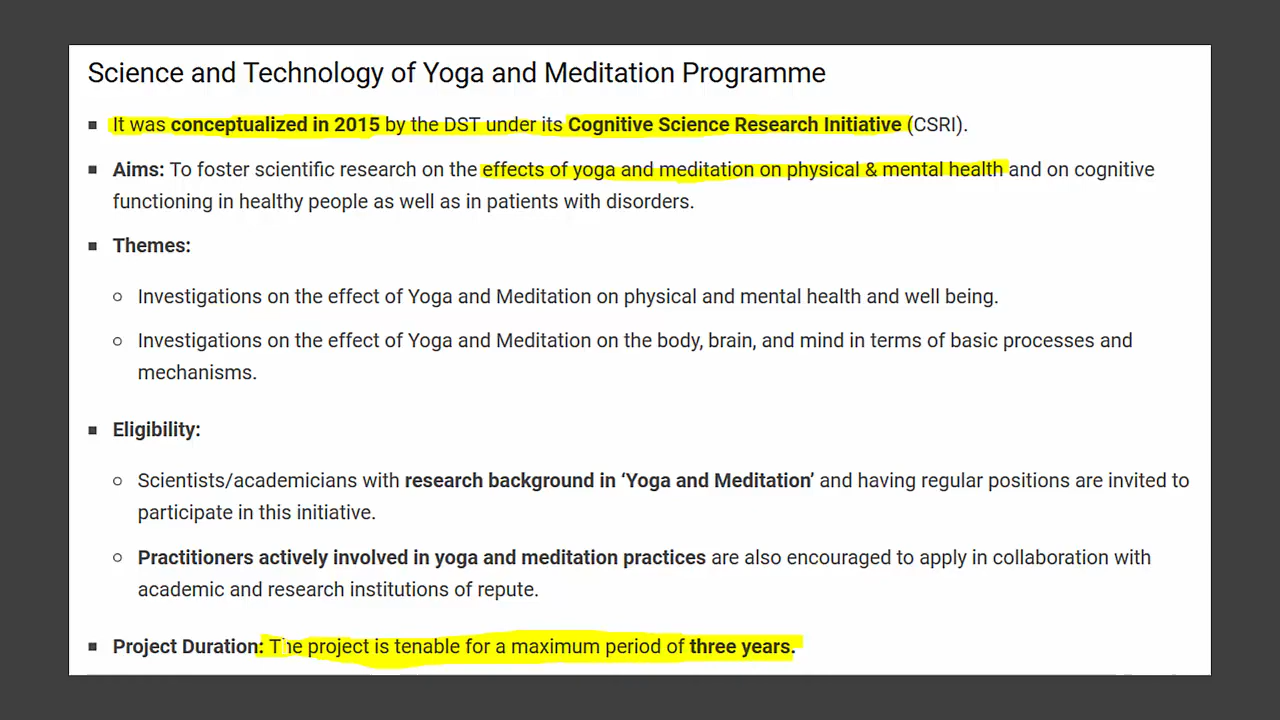 Science and Technology of Yoga and Meditation Programme
▪ It was conceptualized in 2015 by the DST under its Cognitive Science Research Initiative (CSRI).
▪ Aims: To foster scientific research on the effects of yoga and meditation on physical & mental health and on cognitive
functioning in healthy people as well as in patients with disorders.
▪ Themes:
○ Investigations on the effect of Yoga and Meditation on physical and mental health and well being.
○ Investigations on the effect of Yoga and Meditation on the body, brain, and mind in terms of basic processes and
mechanisms.
▪ Eligibility:
○ Scientists/academicians with research background in ‘Yoga and Meditation’ and having regular positions are invited to
participate in this initiative.
○ Practitioners actively involved in yoga and meditation practices are also encouraged to apply in collaboration with
academic and research institutions of repute.
▪ Project Duration: The project is tenable for a maximum period of three years.